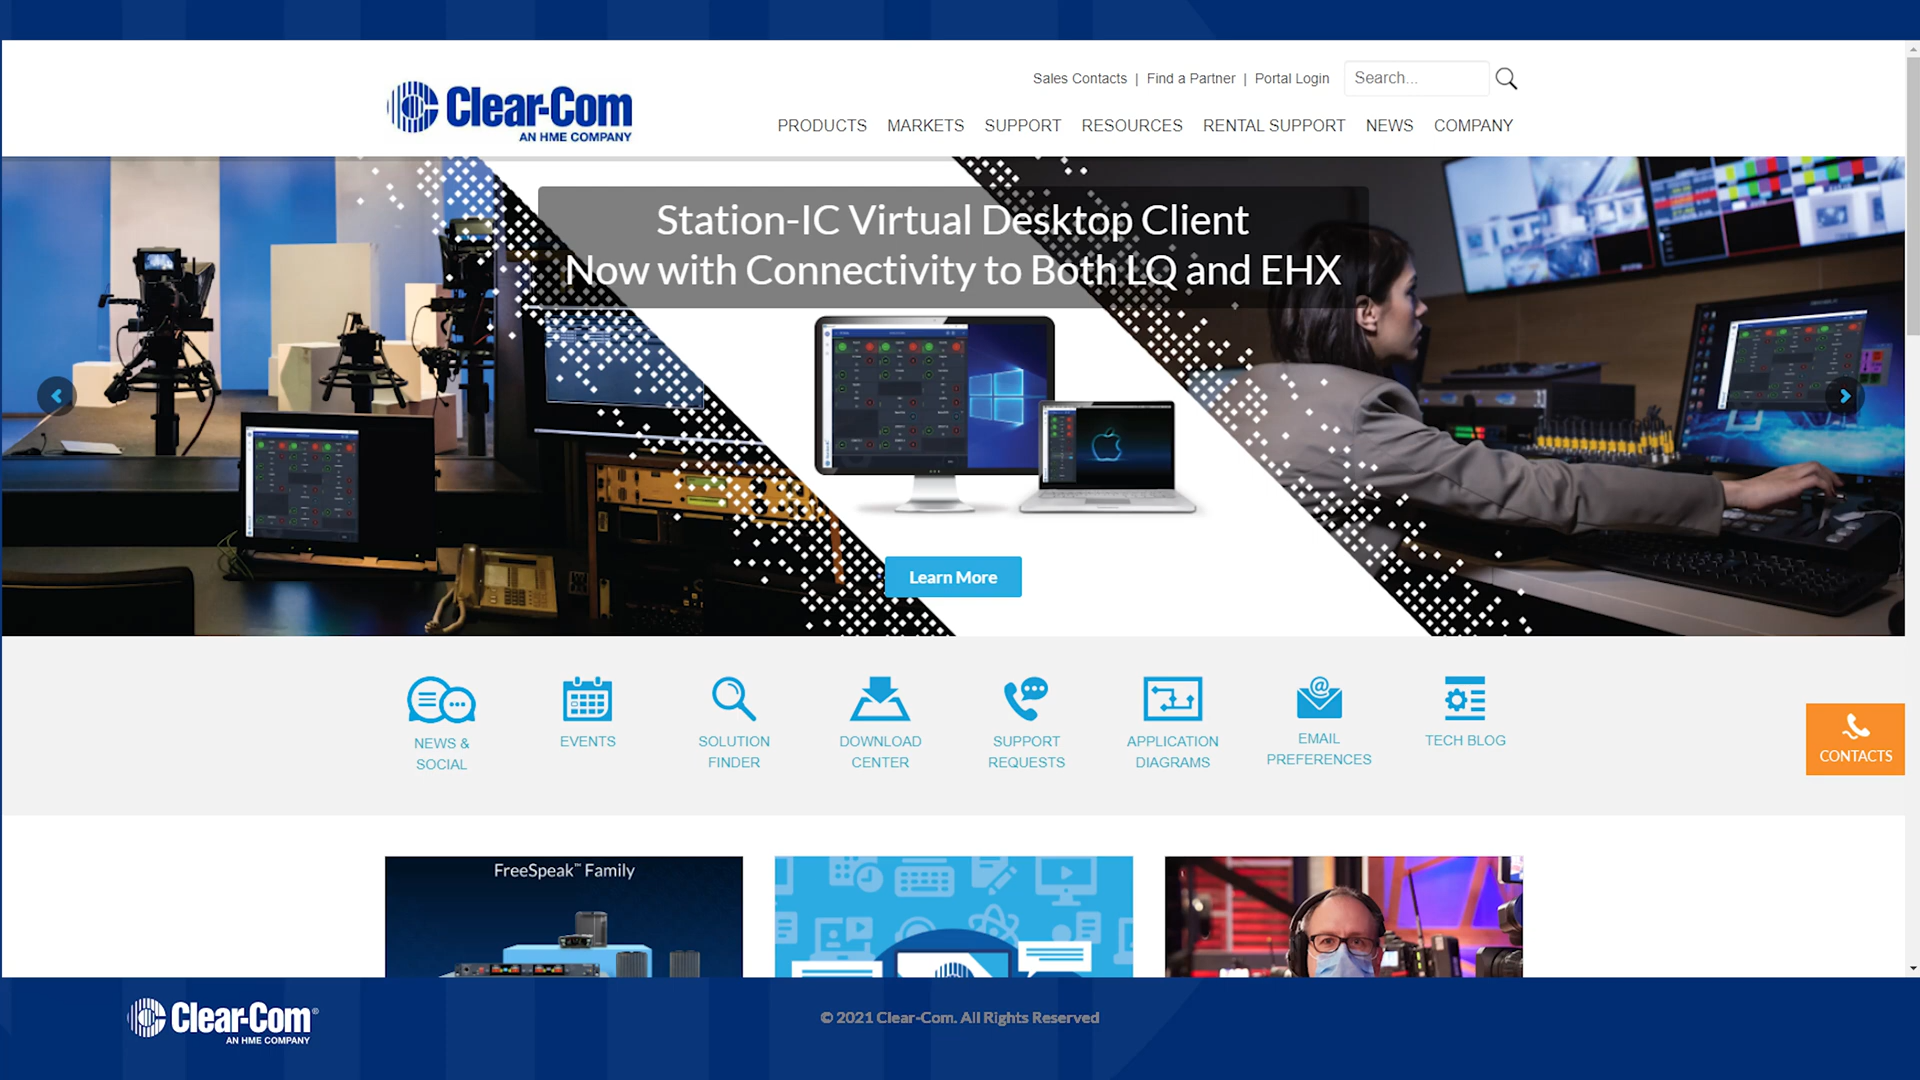 Sales Contacts | Find a Partner | Portal Login
Search...
Clear-Com
AN HME COMPANY
PRODUCTS MARKETS SUPPORT RESOURCES RENTAL SUPPORT NEWS COMPANY
Station-IC Virtual Desktop Client
Now with Connectivity to Both LQ and EHX
Learn More
NEWS &
SOCIAL
EVENTS
SOLUTION
FINDER
DOWNLOAD
CENTER
SUPPORT
REQUESTS
APPLICATION
DIAGRAMS
EMAIL
PREFERENCES
TECH BLOG
CONTACTS
FreeSpeak™ Family
Clear-Com®
AN HME COMPANY
© 2021 Clear-Com. All Rights Reserved